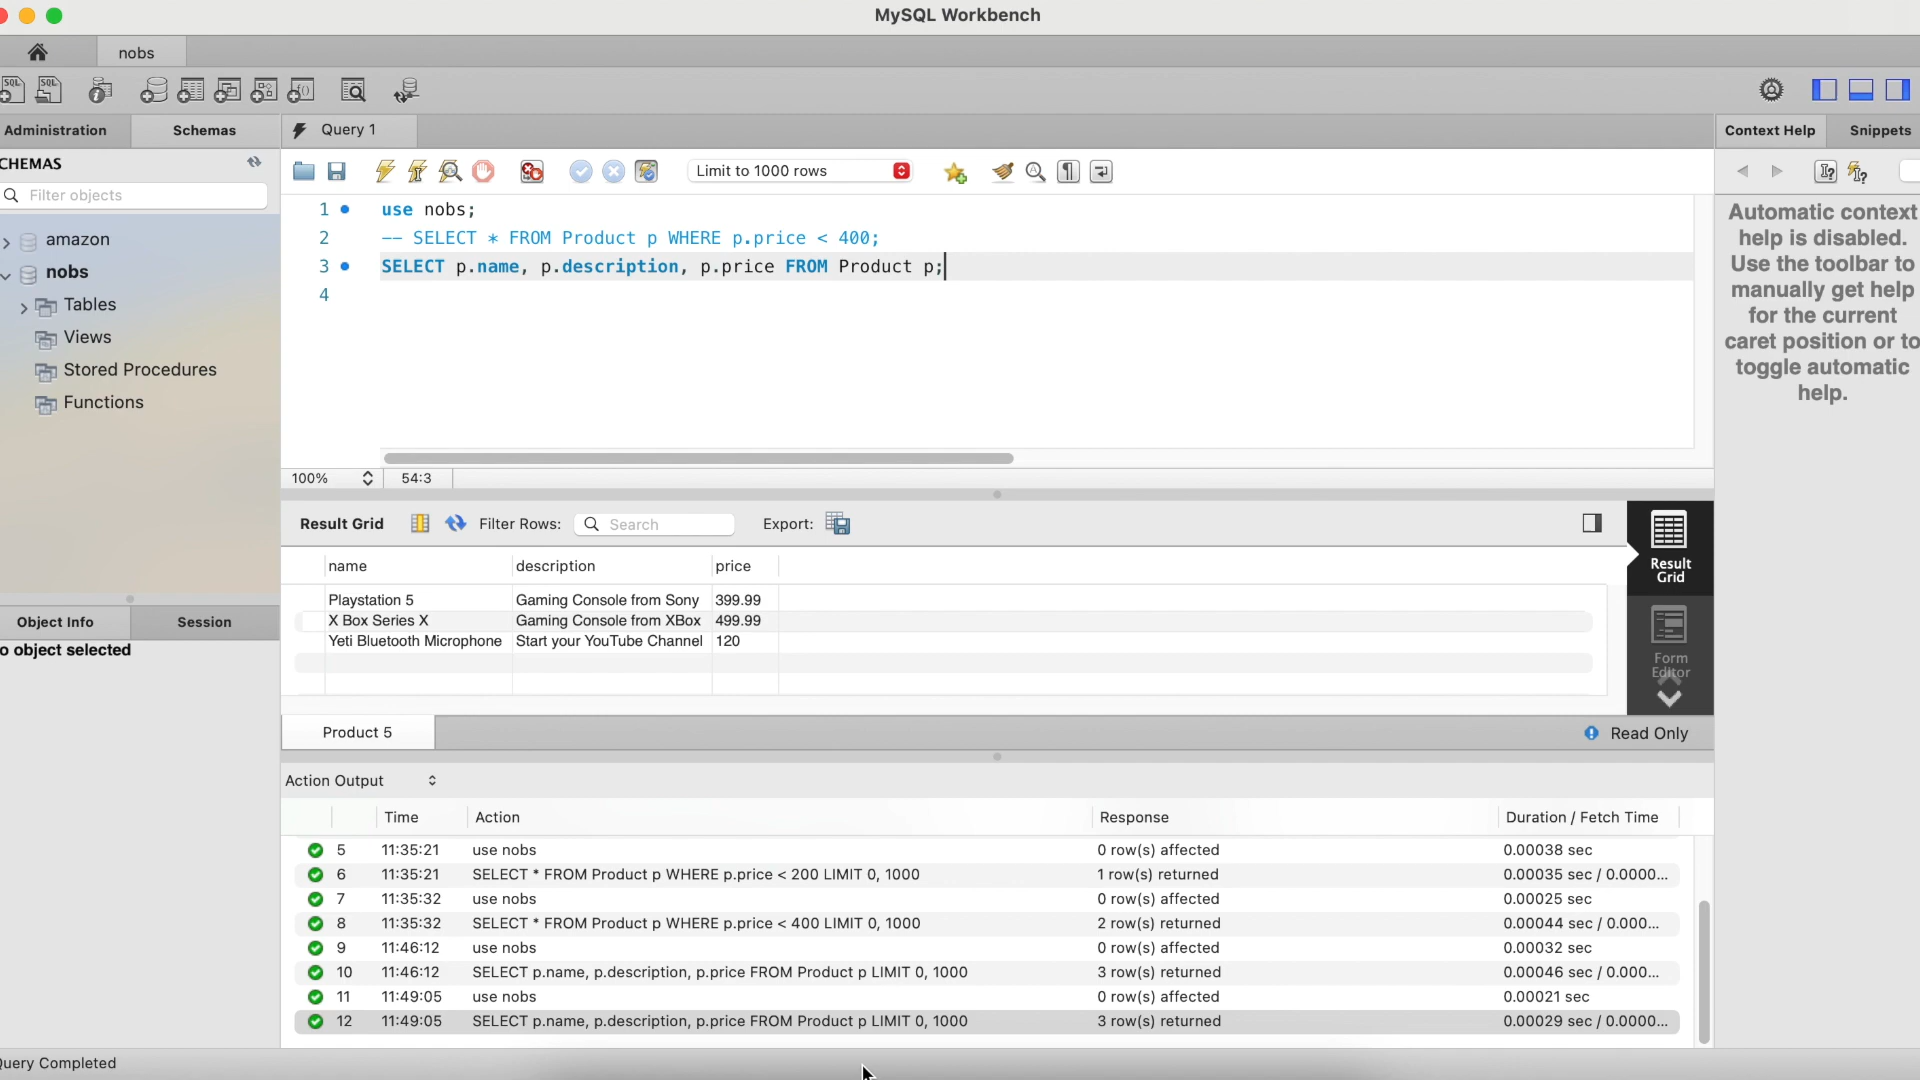 MySQL Workbench
nobs
Administration
Schemas
Query 1
Context Help
Snippets
CHEMAS
Filter objects
Limit to 1000 rows
amazon
nobs
Tables
Views
Stored Procedures
Functions
1 use nobs;
2 -- SELECT * FROM Product p WHERE p.price < 400;
3 SELECT p.name, p.description, p.price FROM Product p;
4
Automatic context
help is disabled.
Use the toolbar to
manually get help
for the current
caret position or to
toggle automatic
help.
100% 54:3
Result Grid Filter Rows: Search Export:
name description price
Playstation 5 Gaming Console from Sony 399.99
X Box Series X Gaming Console from XBox 499.99
Yeti Bluetooth Microphone Start your YouTube Channel 120
Result
Grid
Form
Editor
Object Info Session
o object selected
Product 5
Read Only
Action Output
Time Action Response Duration / Fetch Time
5 11:35:21 use nobs 0 row(s) affected 0.00038 sec
6 11:35:21 SELECT * FROM Product p WHERE p.price < 200 LIMIT 0, 1000 1 row(s) returned 0.00035 sec / 0.0000...
7 11:35:32 use nobs 0 row(s) affected 0.00025 sec
8 11:35:32 SELECT * FROM Product p WHERE p.price < 400 LIMIT 0, 1000 2 row(s) returned 0.00044 sec / 0.000...
9 11:46:12 use nobs 0 row(s) affected 0.00032 sec
10 11:46:12 SELECT p.name, p.description, p.price FROM Product p LIMIT 0, 1000 3 row(s) returned 0.00046 sec / 0.000...
11 11:49:05 use nobs 0 row(s) affected 0.00021 sec
12 11:49:05 SELECT p.name, p.description, p.price FROM Product p LIMIT 0, 1000 3 row(s) returned 0.00029 sec / 0.0000...
Query Completed